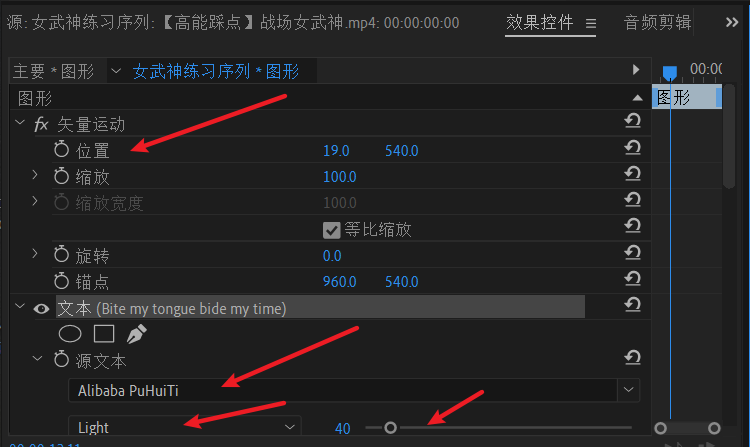 源: 女武神练习序列:【高能踩点】战场女武神.mp4: 00:00:00:00 效果控件 音频剪辑
主要 * 图形 女武神练习序列 * 图形 00:00
图形 图形
fx 矢量运动
位置 19.0 540.0
缩放 100.0
缩放宽度 100.0
等比缩放
旋转 0.0
锚点 960.0 540.0
文本 (Bite my tongue bide my time)
源文本
Alibaba PuHuiTi
Light 40